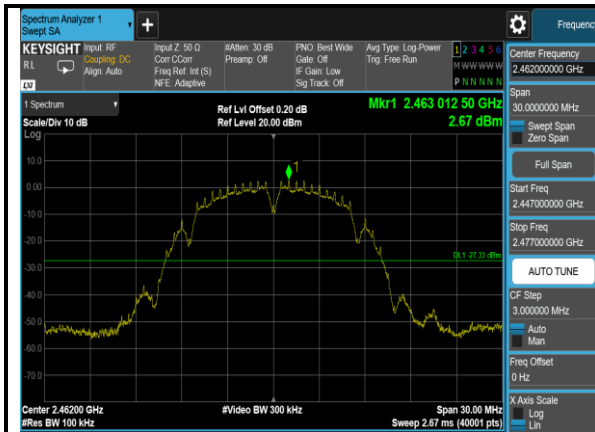 Spectrum Analyzer 1
Swept SA
+
Frequency
KEYSIGHT
RL
LXI
Input: RF
Coupling: DC
Align: Auto
Input Z: 50 Ω
Corr CCorr
Freq Ref: Int (S)
NFE: Adaptive
#Atten: 30 dB
Preamp: Off
PNO: Best Wide
Gate: Off
IF Gain: Low
Sig Track: Off
Avg Type: Log-Power
Trig: Free Run
1 2 3 4 5 6
M W W W W W
P N N N N N
1 Spectrum
Scale/Div 10 dB
Log
Ref Lvl Offset 0.20 dB
Ref Level 20.00 dBm
Mkr1 2.463 012 50 GHz
2.67 dBm
10.0
0.00
-10.0
-20.0
-30.0
-40.0
-50.0
-60.0
-70.0
1
DL1 -27.33 dBm
Center 2.46200 GHz
#Res BW 100 kHz
#Video BW 300 kHz
Span 30.00 MHz
Sweep 2.67 ms (40001 pts)
Center Frequency
2.462000000 GHz
Span
30.0000000 MHz
Swept Span
Zero Span
Full Span
Start Freq
2.447000000 GHz
Stop Freq
2.477000000 GHz
AUTO TUNE
CF Step
3.000000 MHz
Auto
Man
Freq Offset
0 Hz
X Axis Scale
Log
Lin